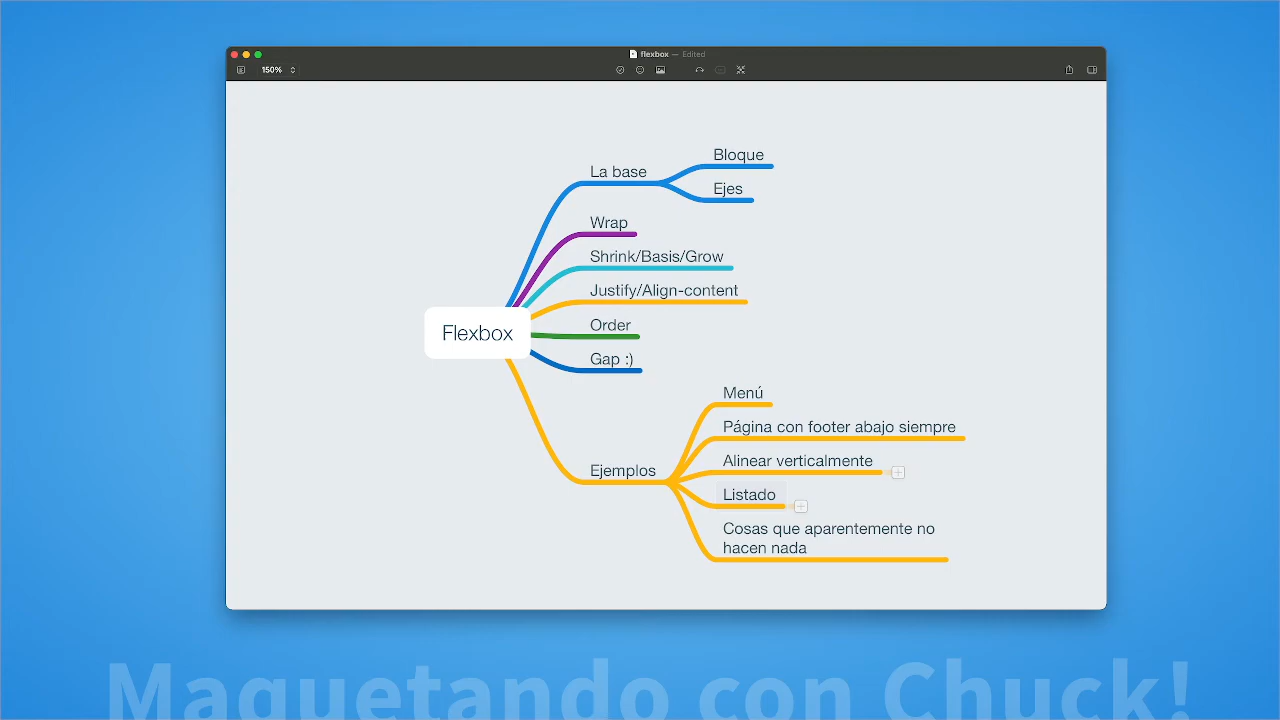 flexbox — Edited
150%
La base
Bloque
Ejes
Wrap
Shrink/Basis/Grow
Justify/Align-content
Flexbox
Order
Gap :)
Menú
Página con footer abajo siempre
Alinear verticalmente
Ejemplos
Listado
Cosas que aparentemente no
hacen nada
Maquetando con Chuck!